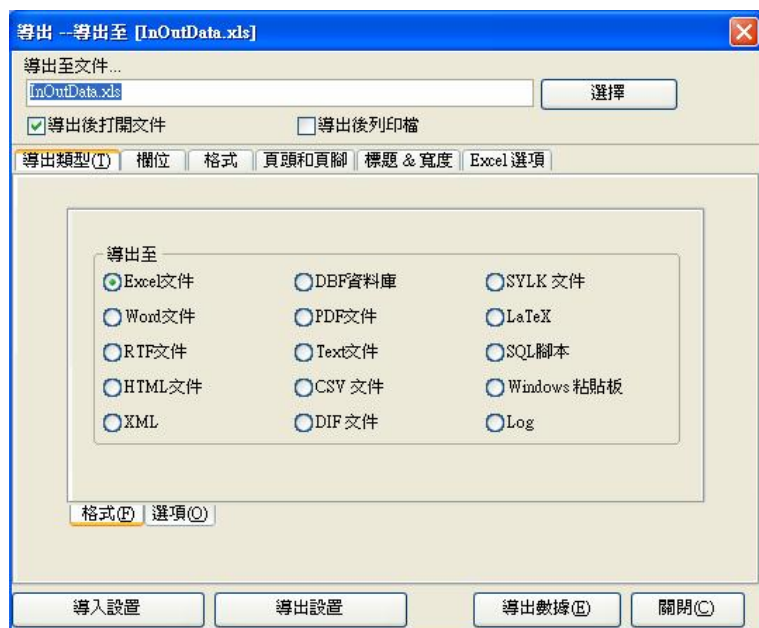 導出 --導出至 [InOutData.xls]
導出至文件...
InOutData.xls
選擇
導出後打開文件 導出後列印檔
導出類型(T) 欄位 格式 頁頭和頁腳 標題 & 寬度 Excel 選項
導出至
Excel文件 DBF資料庫 SYLK 文件
Word文件 PDF文件 LaTeX
RTF文件 Text文件 SQL腳本
HTML文件 CSV 文件 Windows 粘貼板
XML DIF 文件 Log
格式(F) 選項(O)
導入設置 導出設置 導出數據(E) 關閉(C)